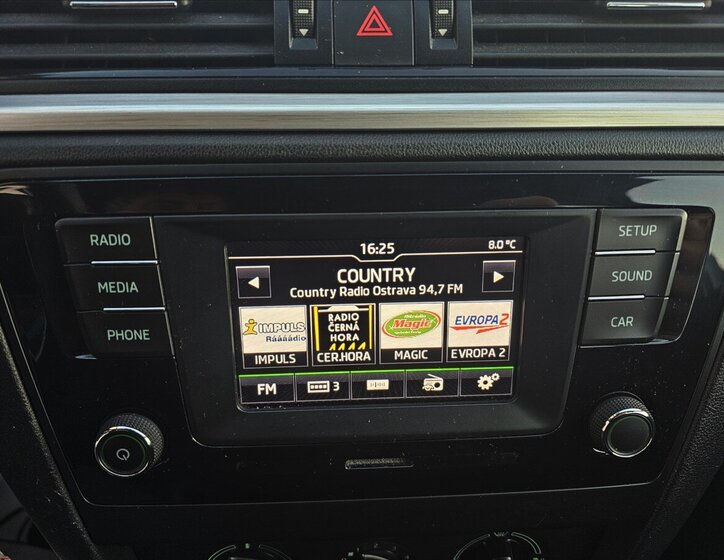 RADIO
MEDIA
PHONE
16:25
8.0 °C
COUNTRY
Country Radio Ostrava 94,7 FM
IMPULS
Ráááádio
IMPULS
RADIO
ČERNÁ
HORA
CER.HORA
Magic
MAGIC
EVROPA 2
EVROPA 2
FM
3
SETUP
SOUND
CAR